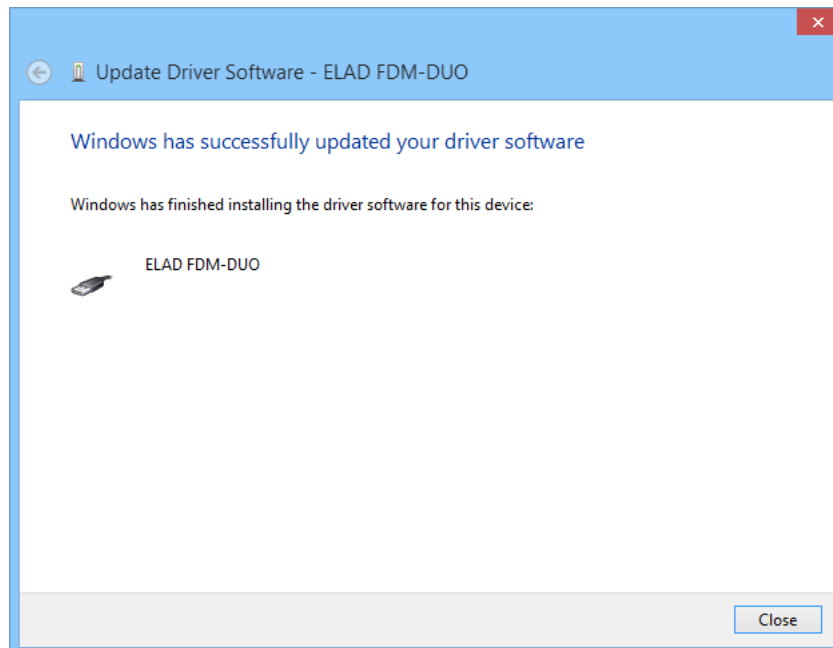 Update Driver Software - ELAD FDM-DUO
Windows has successfully updated your driver software
Windows has finished installing the driver software for this device:
ELAD FDM-DUO
Close